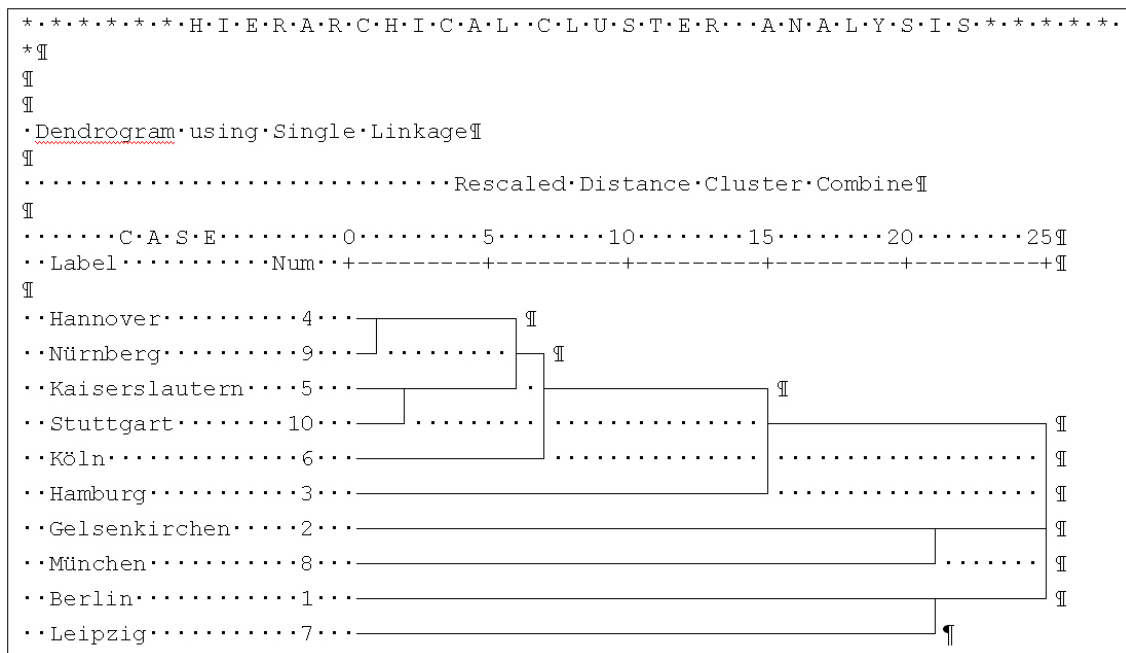 * * * * * * H I E R A R C H I C A L  C L U S T E R   A N A L Y S I S * * * * *
*¶
¶
¶
Dendrogram using Single Linkage¶
¶
Rescaled Distance Cluster Combine¶
¶
C A S E 0 5 10 15 20 25¶
Label Num +---------+---------+---------+---------+---------+¶
¶
Hannover 4 ¶
Nürnberg 9 ¶
Kaiserslautern 5 ¶
Stuttgart 10 ¶
Köln 6 ¶
Hamburg 3 ¶
Gelsenkirchen 2 ¶
München 8 ¶
Berlin 1 ¶
Leipzig 7 ¶